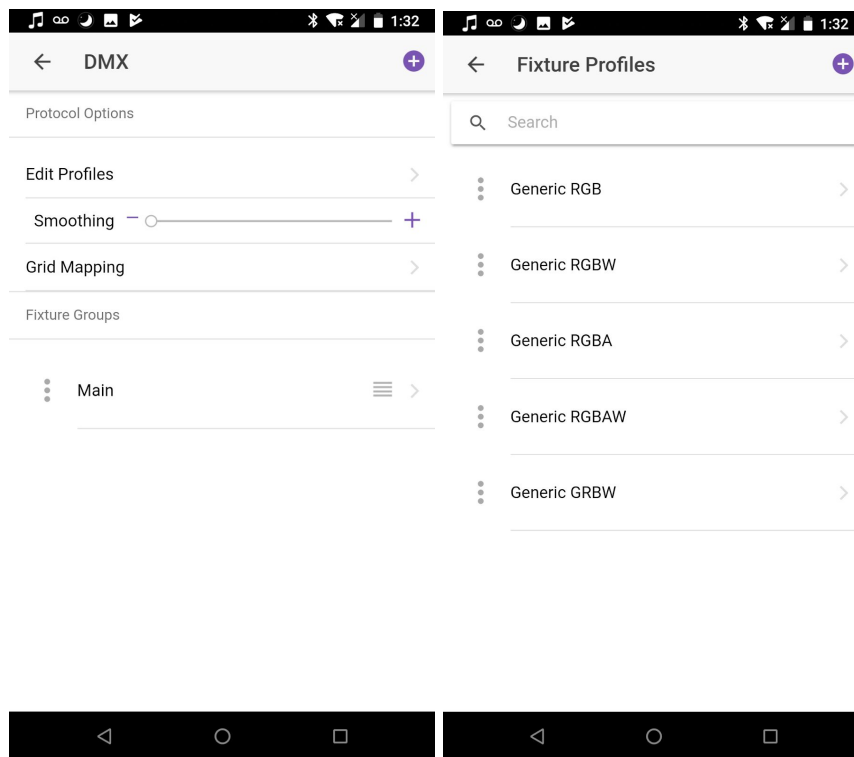 1:32
DMX
Protocol Options
Edit Profiles
Smoothing
Grid Mapping
Fixture Groups
Main
1:32
Fixture Profiles
Search
Generic RGB
Generic RGBW
Generic RGBA
Generic RGBAW
Generic GRBW